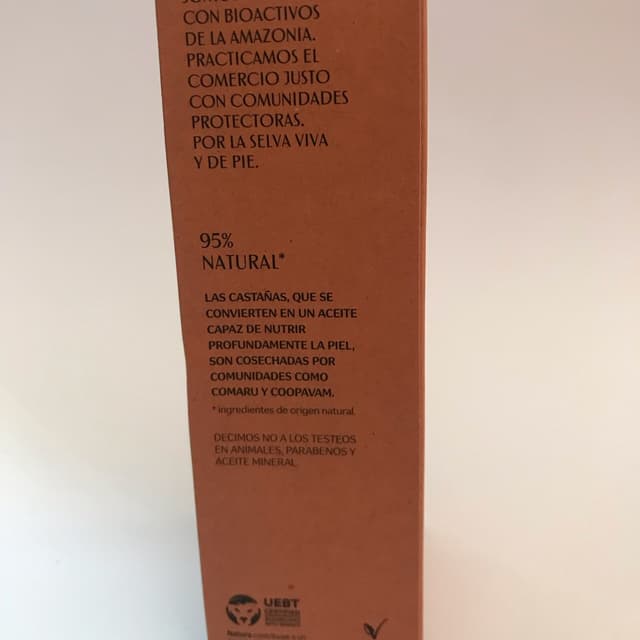 CON BIOACTIVOS
DE LA AMAZONIA.
PRACTICAMOS EL
COMERCIO JUSTO
CON COMUNIDADES
PROTECTORAS.
POR LA SELVA VIVA
Y DE PIE.
95%
NATURAL*
LAS CASTAÑAS, QUE SE
CONVIERTEN EN UN ACEITE
CAPAZ DE NUTRIR
PROFUNDAMENTE LA PIEL,
SON COSECHADAS POR
COMUNIDADES COMO
COMARU Y COOPAVAM.
* ingredientes de origen natural.
DECIMOS NO A LOS TESTEOS
EN ANIMALES, PARABENOS Y
ACEITE MINERAL.
UEBT
CERTIFIED